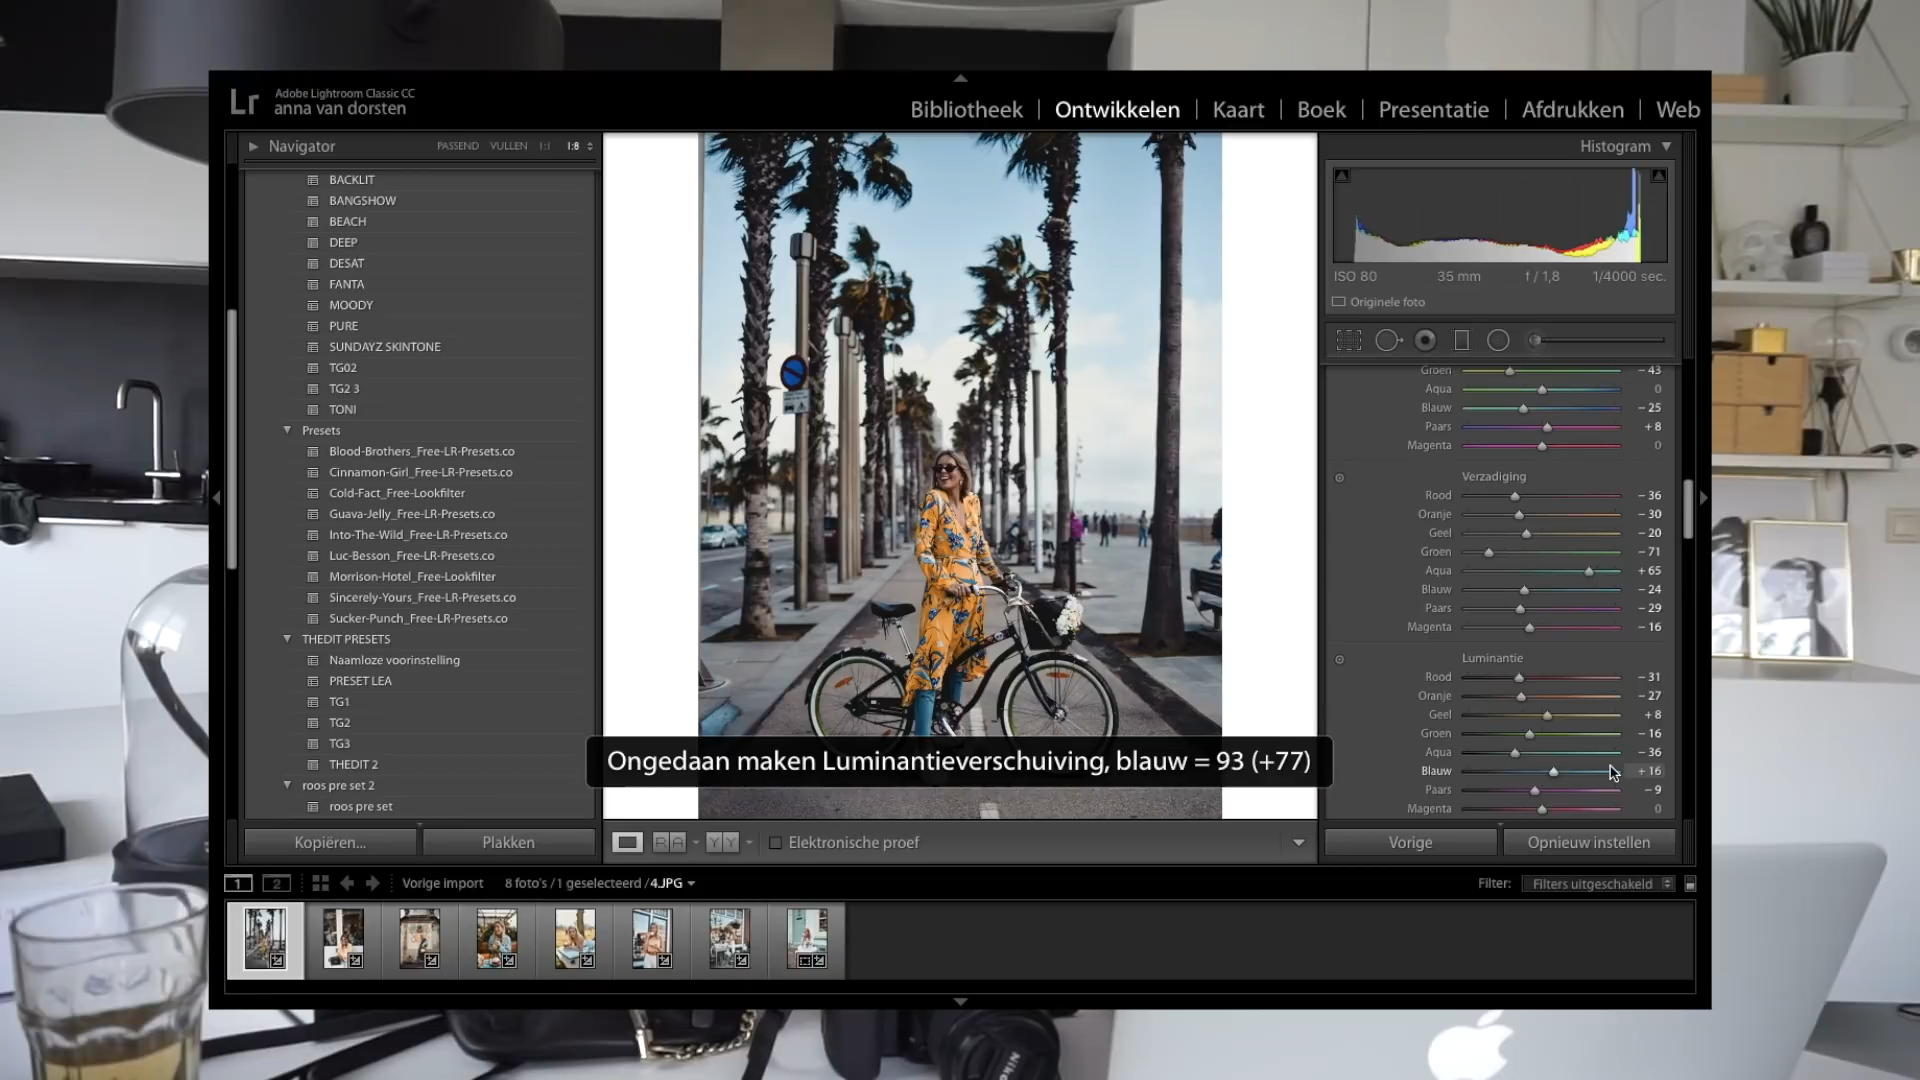 Lr
Adobe Lightroom Classic CC
anna van dorsten
Bibliotheek | Ontwikkelen | Kaart | Boek | Presentatie | Afdrukken | Web
Navigator PASSEND VULLEN 1:1 1:8
BACKLIT
BANGSHOW
BEACH
DEEP
DESAT
FANTA
MOODY
PURE
SUNDAYZ SKINTONE
TG02
TG2 3
TONI
Presets
Blood-Brothers_Free-LR-Presets.co
Cinnamon-Girl_Free-LR-Presets.co
Cold-Fact_Free-Lookfilter
Guava-Jelly_Free-LR-Presets.co
Into-The-Wild_Free-LR-Presets.co
Luc-Besson_Free-LR-Presets.co
Morrison-Hotel_Free-Lookfilter
Sincerely-Yours_Free-LR-Presets.co
Sucker-Punch_Free-LR-Presets.co
THEDIT PRESETS
Naamloze voorinstelling
PRESET LEA
TG1
TG2
TG3
THEDIT 2
roos pre set 2
roos pre set
Kopiëren... Plakken
Histogram
ISO 80 35 mm f / 1,8 1/4000 sec.
Originele foto
Groen - 43
Aqua 0
Blauw - 25
Paars + 8
Magenta 0
Verzadiging
Rood - 36
Oranje - 30
Geel - 20
Groen - 71
Aqua + 65
Blauw - 24
Paars - 29
Magenta - 16
Luminantie
Rood - 31
Oranje - 27
Geel + 8
Groen - 16
Aqua - 36
Blauw + 16
Paars - 9
Magenta 0
Ongedaan maken Luminantieverschuiving, blauw = 93 (+77)
R A Y Y Elektronische proef
Vorige Opnieuw instellen
1 2 Vorige import 8 foto's / 1 geselecteerd / 4.JPG
Filter: Filters uitgeschakeld